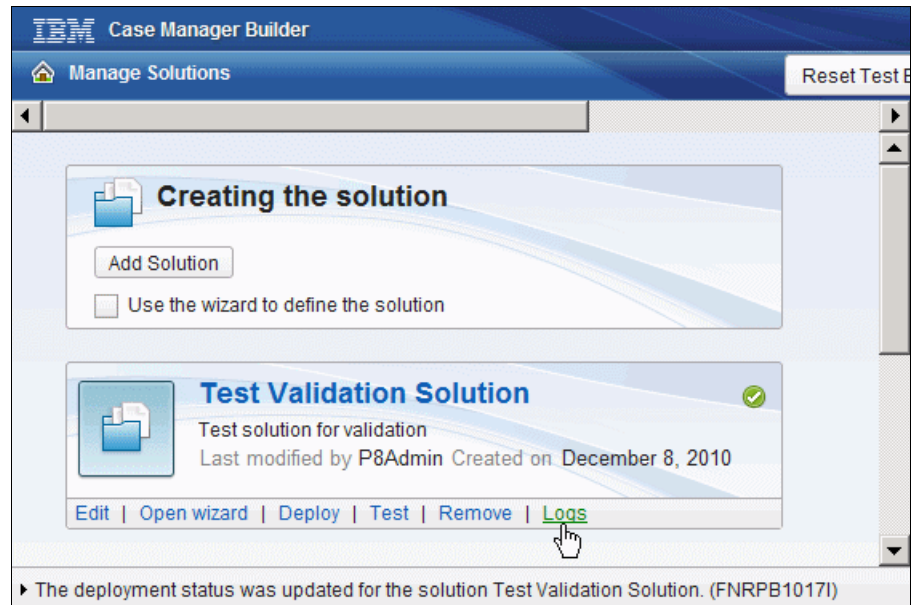 IBM Case Manager Builder
Manage Solutions
Reset Test
Creating the solution
Add Solution
Use the wizard to define the solution
Test Validation Solution
Test solution for validation
Last modified by P8Admin Created on December 8, 2010
Edit | Open wizard | Deploy | Test | Remove | Logs
The deployment status was updated for the solution Test Validation Solution. (FNRPB1017I)